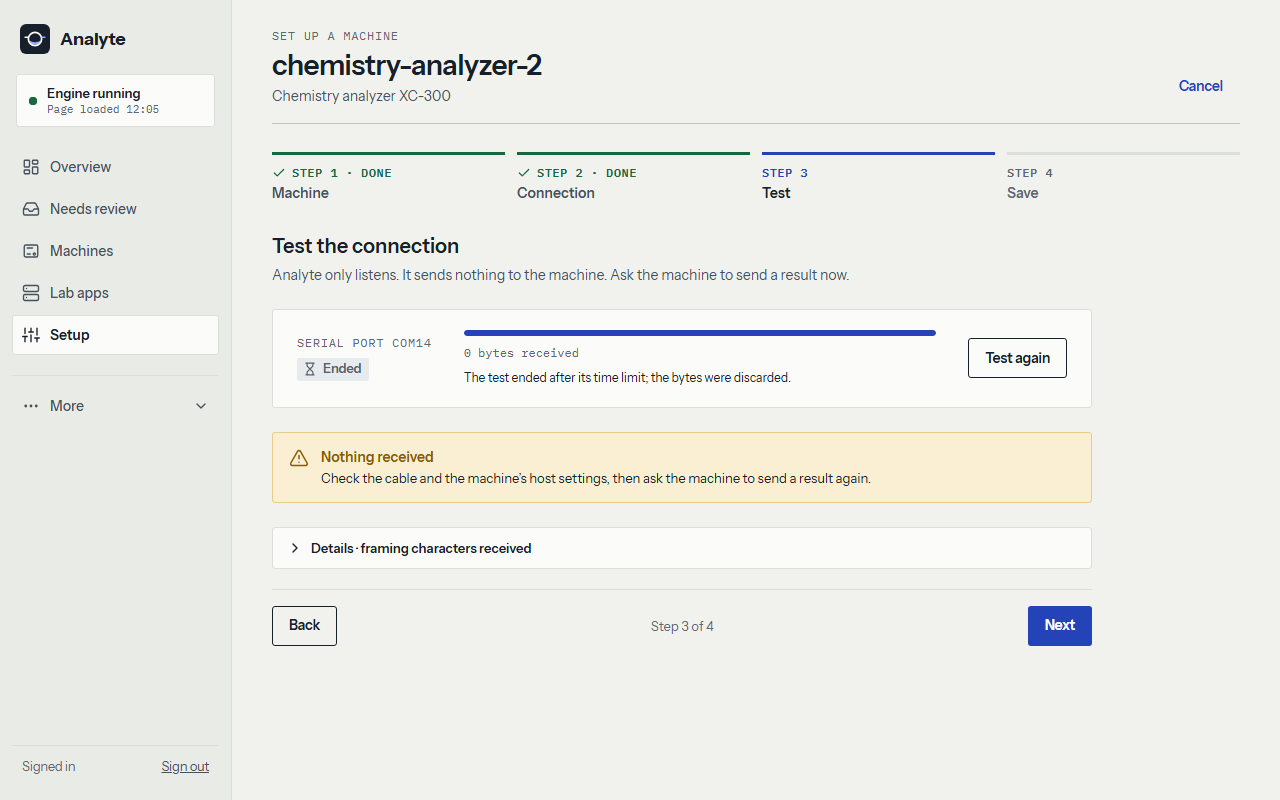 Analyte
Engine running
Page loaded 12:05
Overview
Needs review
Machines
Lab apps
Setup
More
Signed in
Sign out
SET UP A MACHINE
chemistry-analyzer-2
Chemistry analyzer XC-300
Cancel
STEP 1 · DONE
Machine
STEP 2 · DONE
Connection
STEP 3
Test
STEP 4
Save
Test the connection
Analyte only listens. It sends nothing to the machine. Ask the machine to send a result now.
SERIAL PORT COM14
Ended
0 bytes received
The test ended after its time limit; the bytes were discarded.
Test again
Nothing received
Check the cable and the machine’s host settings, then ask the machine to send a result again.
Details · framing characters received
Back
Step 3 of 4
Next